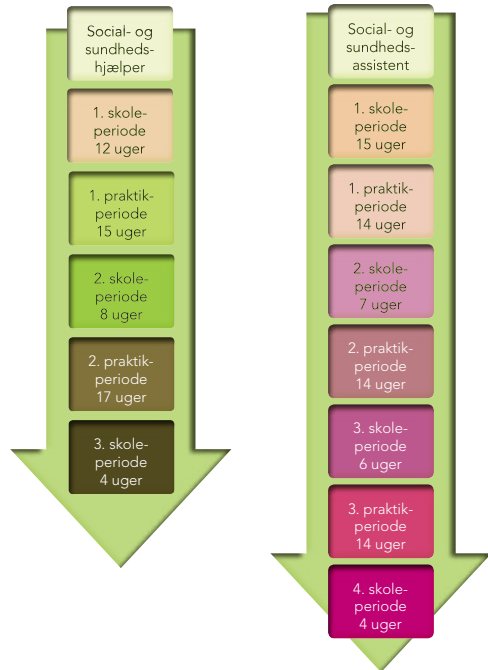 Social- og
sundheds-
hjælper
1. skole-
periode
12 uger
1. praktik-
periode
15 uger
2. skole-
periode
8 uger
2. praktik-
periode
17 uger
3. skole-
periode
4 uger
Social- og
sundheds-
assistent
1. skole-
periode
15 uger
1. praktik-
periode
14 uger
2. skole-
periode
7 uger
2. praktik-
periode
14 uger
3. skole-
periode
6 uger
3. praktik-
periode
14 uger
4. skole-
periode
4 uger